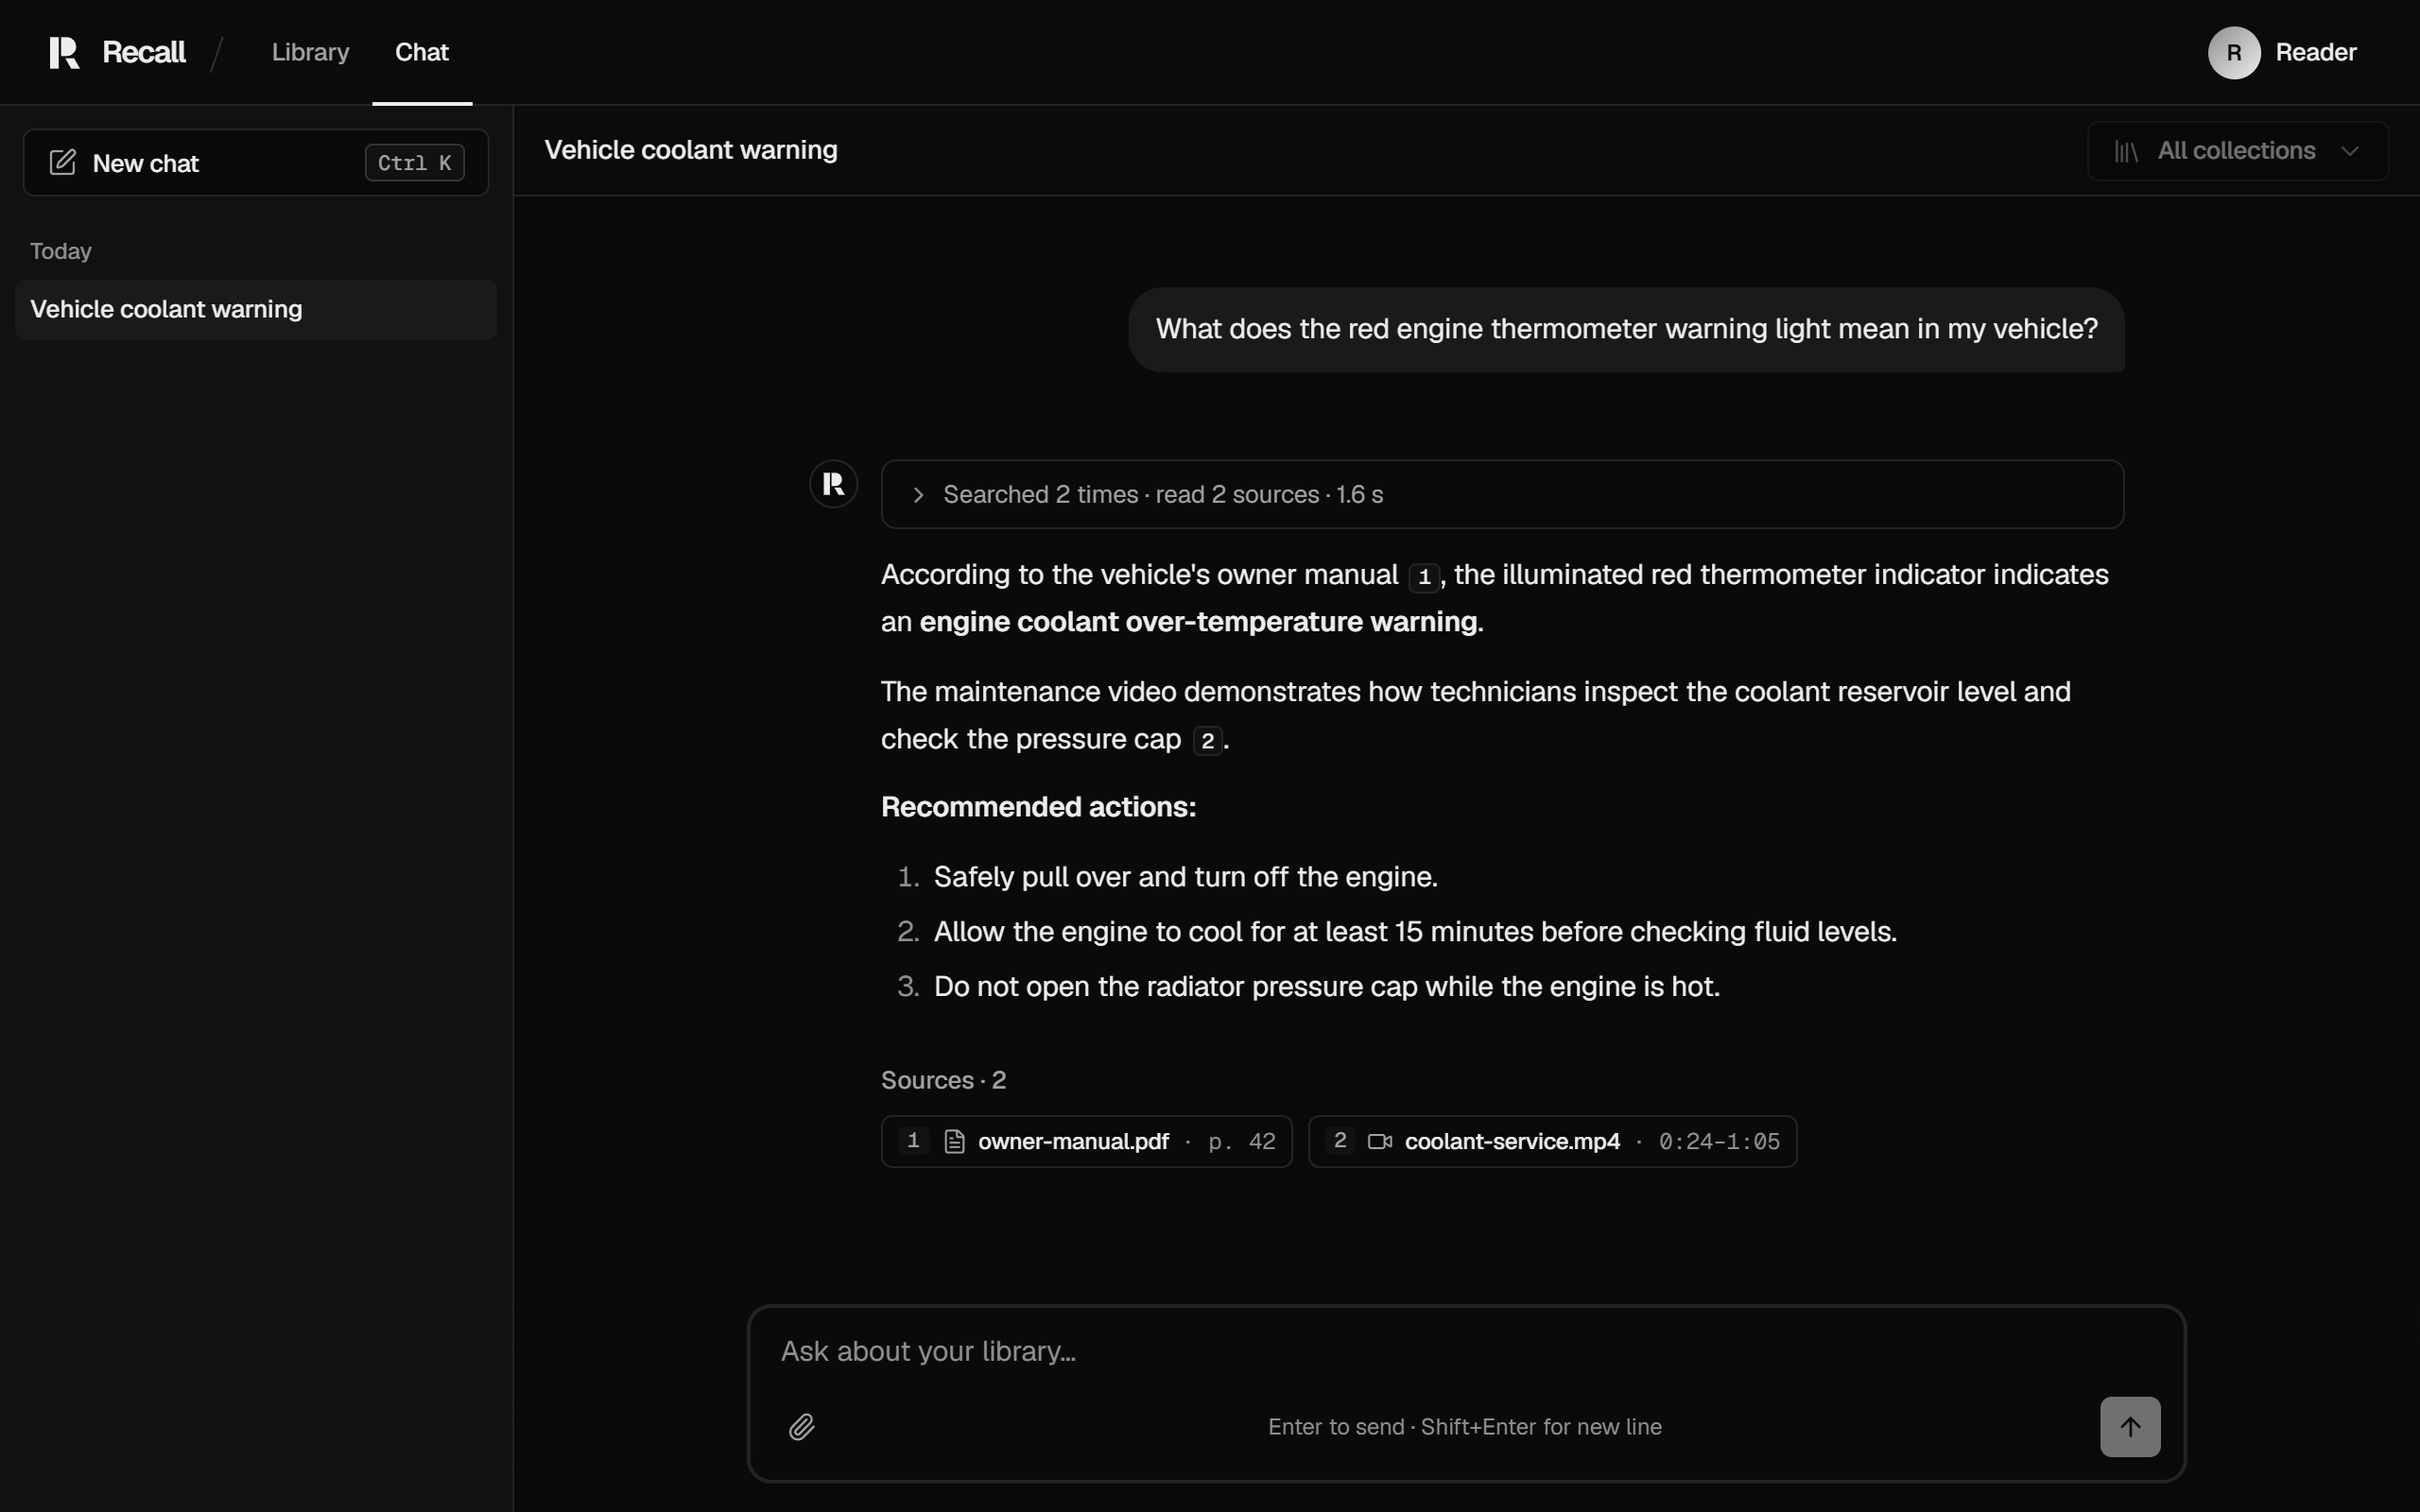 Recall / Library Chat
R Reader
New chat Ctrl K
Today
Vehicle coolant warning
Vehicle coolant warning
All collections
What does the red engine thermometer warning light mean in my vehicle?
Searched 2 times · read 2 sources · 1.6 s
According to the vehicle's owner manual 1, the illuminated red thermometer indicator indicates
an engine coolant over-temperature warning.
The maintenance video demonstrates how technicians inspect the coolant reservoir level and
check the pressure cap 2.
Recommended actions:
1. Safely pull over and turn off the engine.
2. Allow the engine to cool for at least 15 minutes before checking fluid levels.
3. Do not open the radiator pressure cap while the engine is hot.
Sources · 2
1 owner-manual.pdf · p. 42
2 coolant-service.mp4 · 0:24–1:05
Ask about your library…
Enter to send · Shift+Enter for new line